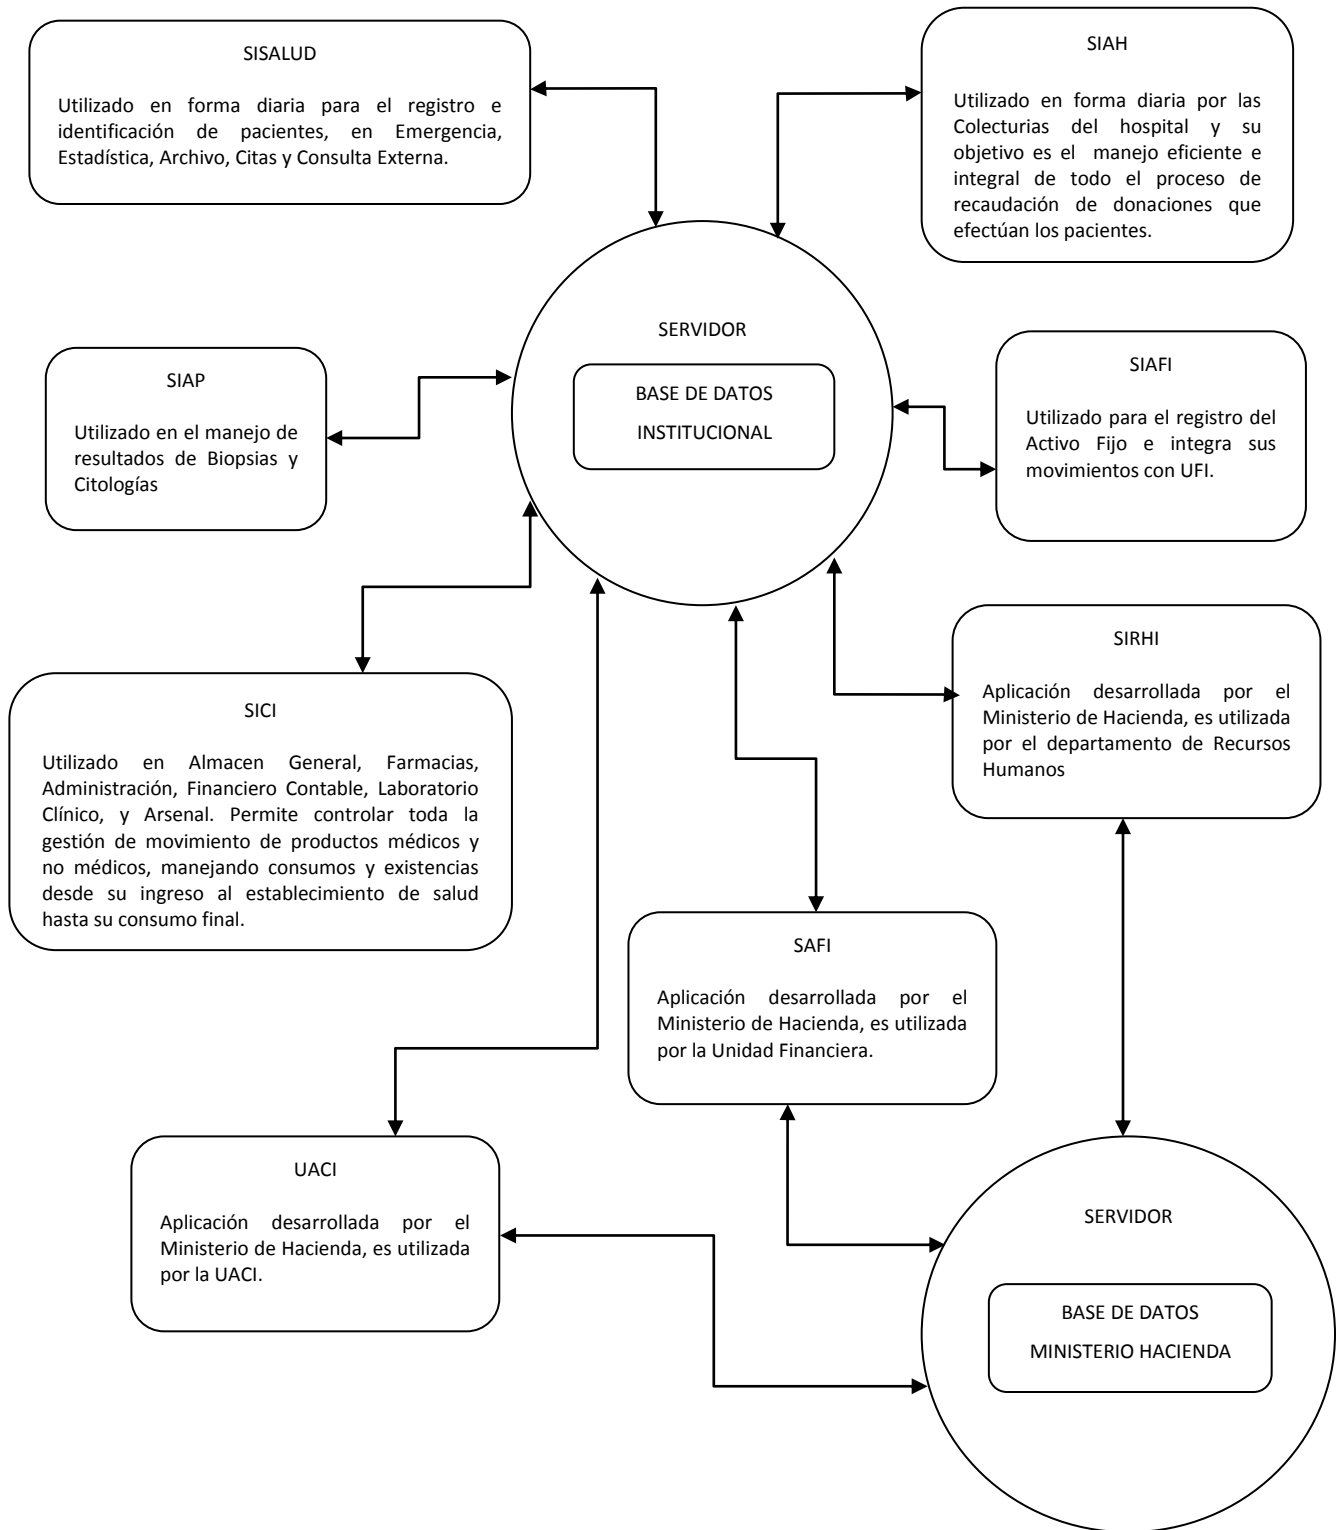 SISALUD
Utilizado en forma diaria para el registro e
identificación de pacientes, en Emergencia,
Estadística, Archivo, Citas y Consulta Externa.
SIAH
Utilizado en forma diaria por las
Colecturias del hospital y su
objetivo es el manejo eficiente e
integral de todo el proceso de
recaudación de donaciones que
efectúan los pacientes.
SERVIDOR
BASE DE DATOS
INSTITUCIONAL
SIAP
Utilizado en el manejo de
resultados de Biopsias y
Citologías
SIAFI
Utilizado para el registro del
Activo Fijo e integra sus
movimientos con UFI.
SIRHI
Aplicación desarrollada por el
Ministerio de Hacienda, es utilizada
por el departamento de Recursos
Humanos
SICI
Utilizado en Almacen General, Farmacias,
Administración, Financiero Contable, Laboratorio
Clínico, y Arsenal. Permite controlar toda la
gestión de movimiento de productos médicos y
no médicos, manejando consumos y existencias
desde su ingreso al establecimiento de salud
hasta su consumo final.
SAFI
Aplicación desarrollada por el
Ministerio de Hacienda, es utilizada
por la Unidad Financiera.
UACI
Aplicación desarrollada por el
Ministerio de Hacienda, es utilizada
por la UACI.
SERVIDOR
BASE DE DATOS
MINISTERIO HACIENDA